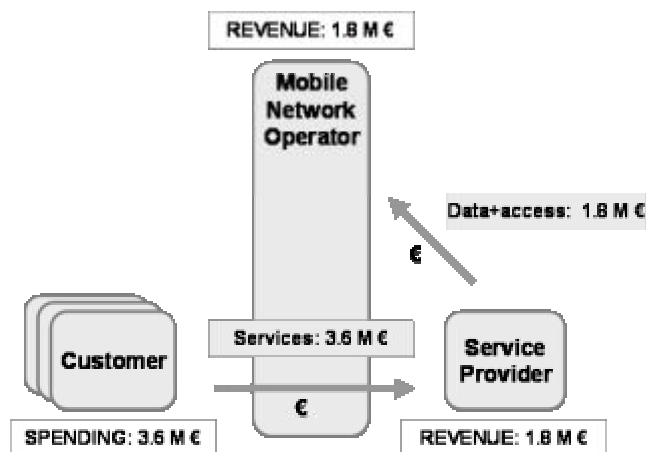 REVENUE: 1.8 M €
Mobile
Network
Operator
Data+access: 1.8 M €
€
Services: 3.6 M €
Customer
Service
Provider
€
SPENDING: 3.6 M €
REVENUE: 1.8 M €